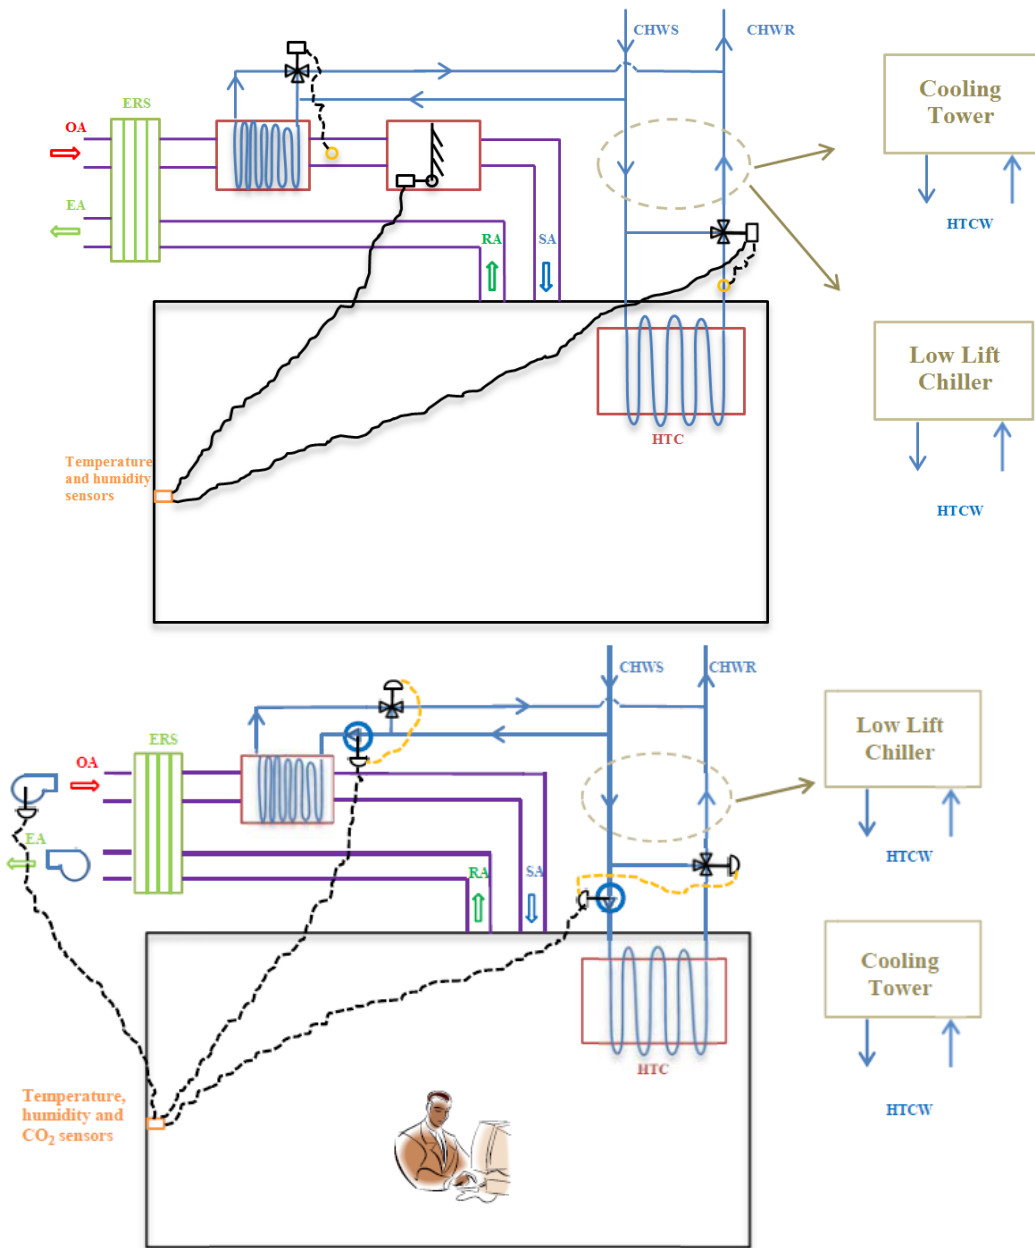 CHWS
CHWR
Cooling
Tower
ERS
OA
EA
HTCW
RA
SA
Low Lift
Chiller
HTC
Temperature
and humidity
sensors
HTCW
CHWS
CHWR
Low Lift
Chiller
ERS
OA
EA
HTCW
RA
SA
Cooling
Tower
HTC
Temperature,
humidity and
CO₂ sensors
HTCW